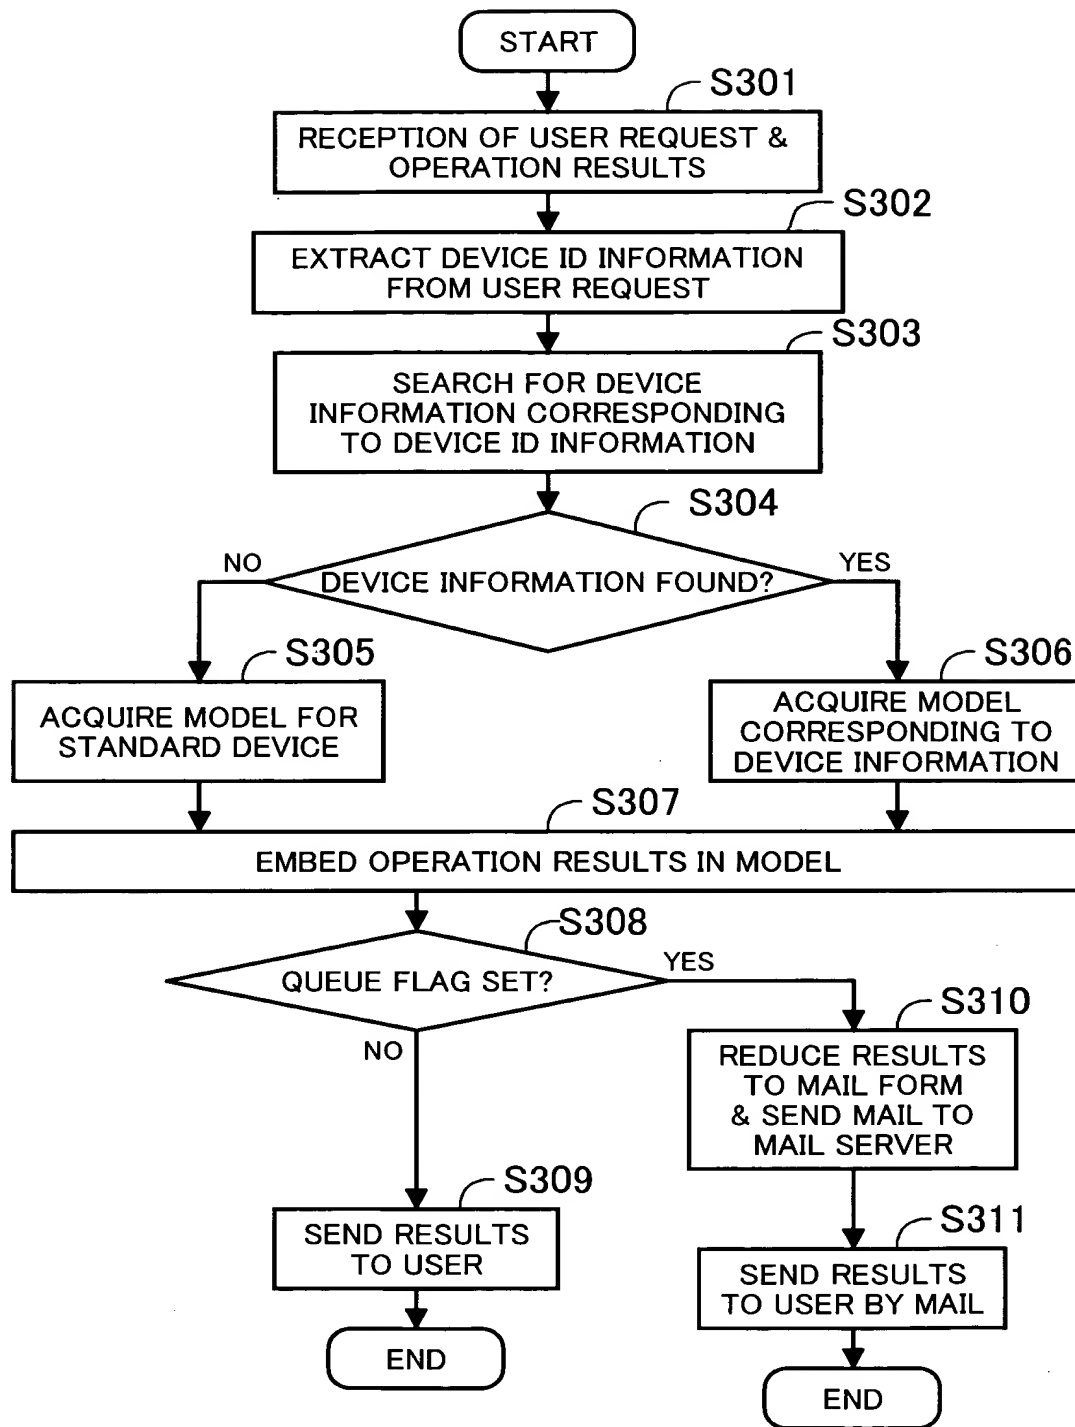 START
S301
RECEPTION OF USER REQUEST &
OPERATION RESULTS
S302
EXTRACT DEVICE ID INFORMATION
FROM USER REQUEST
S303
SEARCH FOR DEVICE
INFORMATION CORRESPONDING
TO DEVICE ID INFORMATION
S304
NO
DEVICE INFORMATION FOUND?
YES
S305
ACQUIRE MODEL FOR
STANDARD DEVICE
S306
ACQUIRE MODEL
CORRESPONDING TO
DEVICE INFORMATION
S307
EMBED OPERATION RESULTS IN MODEL
S308
QUEUE FLAG SET?
YES
NO
S310
REDUCE RESULTS
TO MAIL FORM
& SEND MAIL TO
MAIL SERVER
S309
SEND RESULTS
TO USER
S311
SEND RESULTS
TO USER BY MAIL
END
END